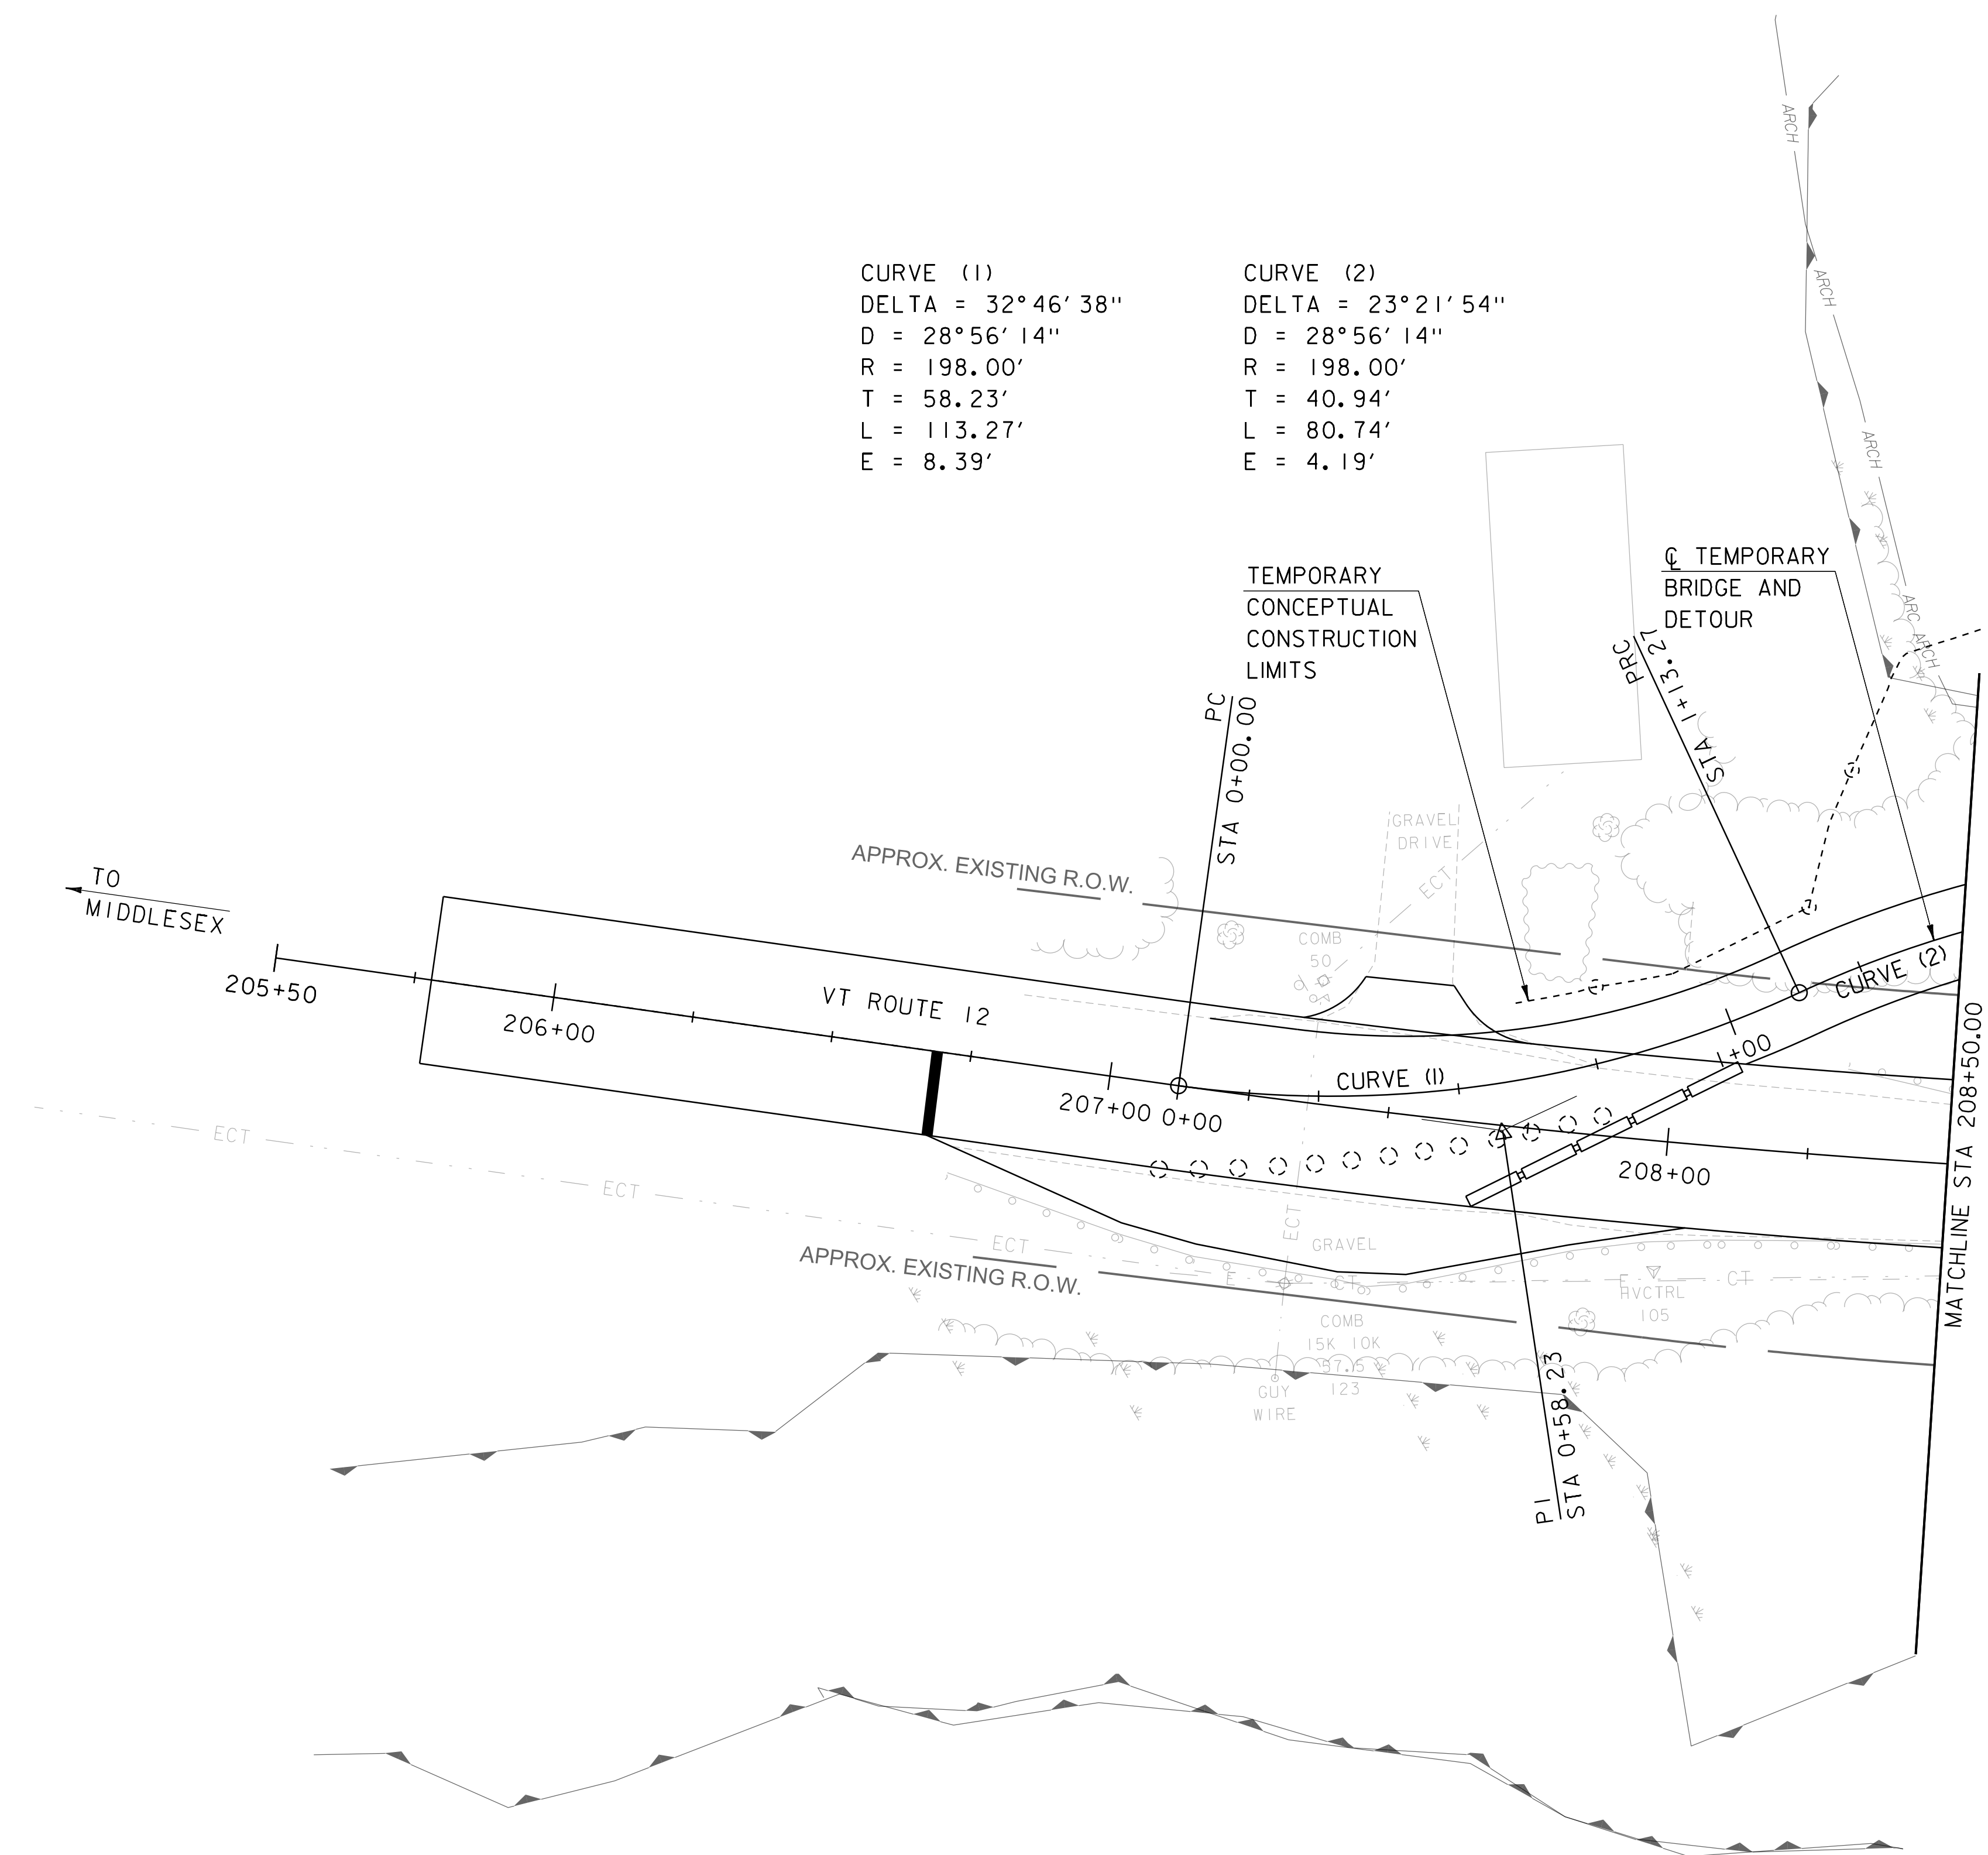 CURVE (1)
DELTA = 32°46'38"
D = 28°56'14"
R = 198.00'
T = 58.23'
L = 113.27'
E = 8.39'
CURVE (2)
DELTA = 23°21'54"
D = 28°56'14"
R = 198.00'
T = 40.94'
L = 80.74'
E = 4.19'
ARCH
ARCH
ARCH
ARC ARCH
TEMPORARY
CONCEPTUAL
CONSTRUCTION
LIMITS
℄ TEMPORARY
BRIDGE AND
DETOUR
PRC
STA 1+13.27
PC
STA 0+00.00
GRAVEL
DRIVE
ECT
APPROX. EXISTING R.O.W.
TO
MIDDLESEX
COMB
50
205+50
206+00
VT ROUTE 12
207+00
0+00
CURVE (1)
1+00
CURVE (2)
208+00
MATCHLINE STA 208+50.00
ECT
ECT
ECT
ECT
GRAVEL
E
CT
E
CT
APPROX. EXISTING R.O.W.
HVCTRL
105
COMB
15K 10K
37.5
123
GUY
WIRE
PI
STA 0+58.23